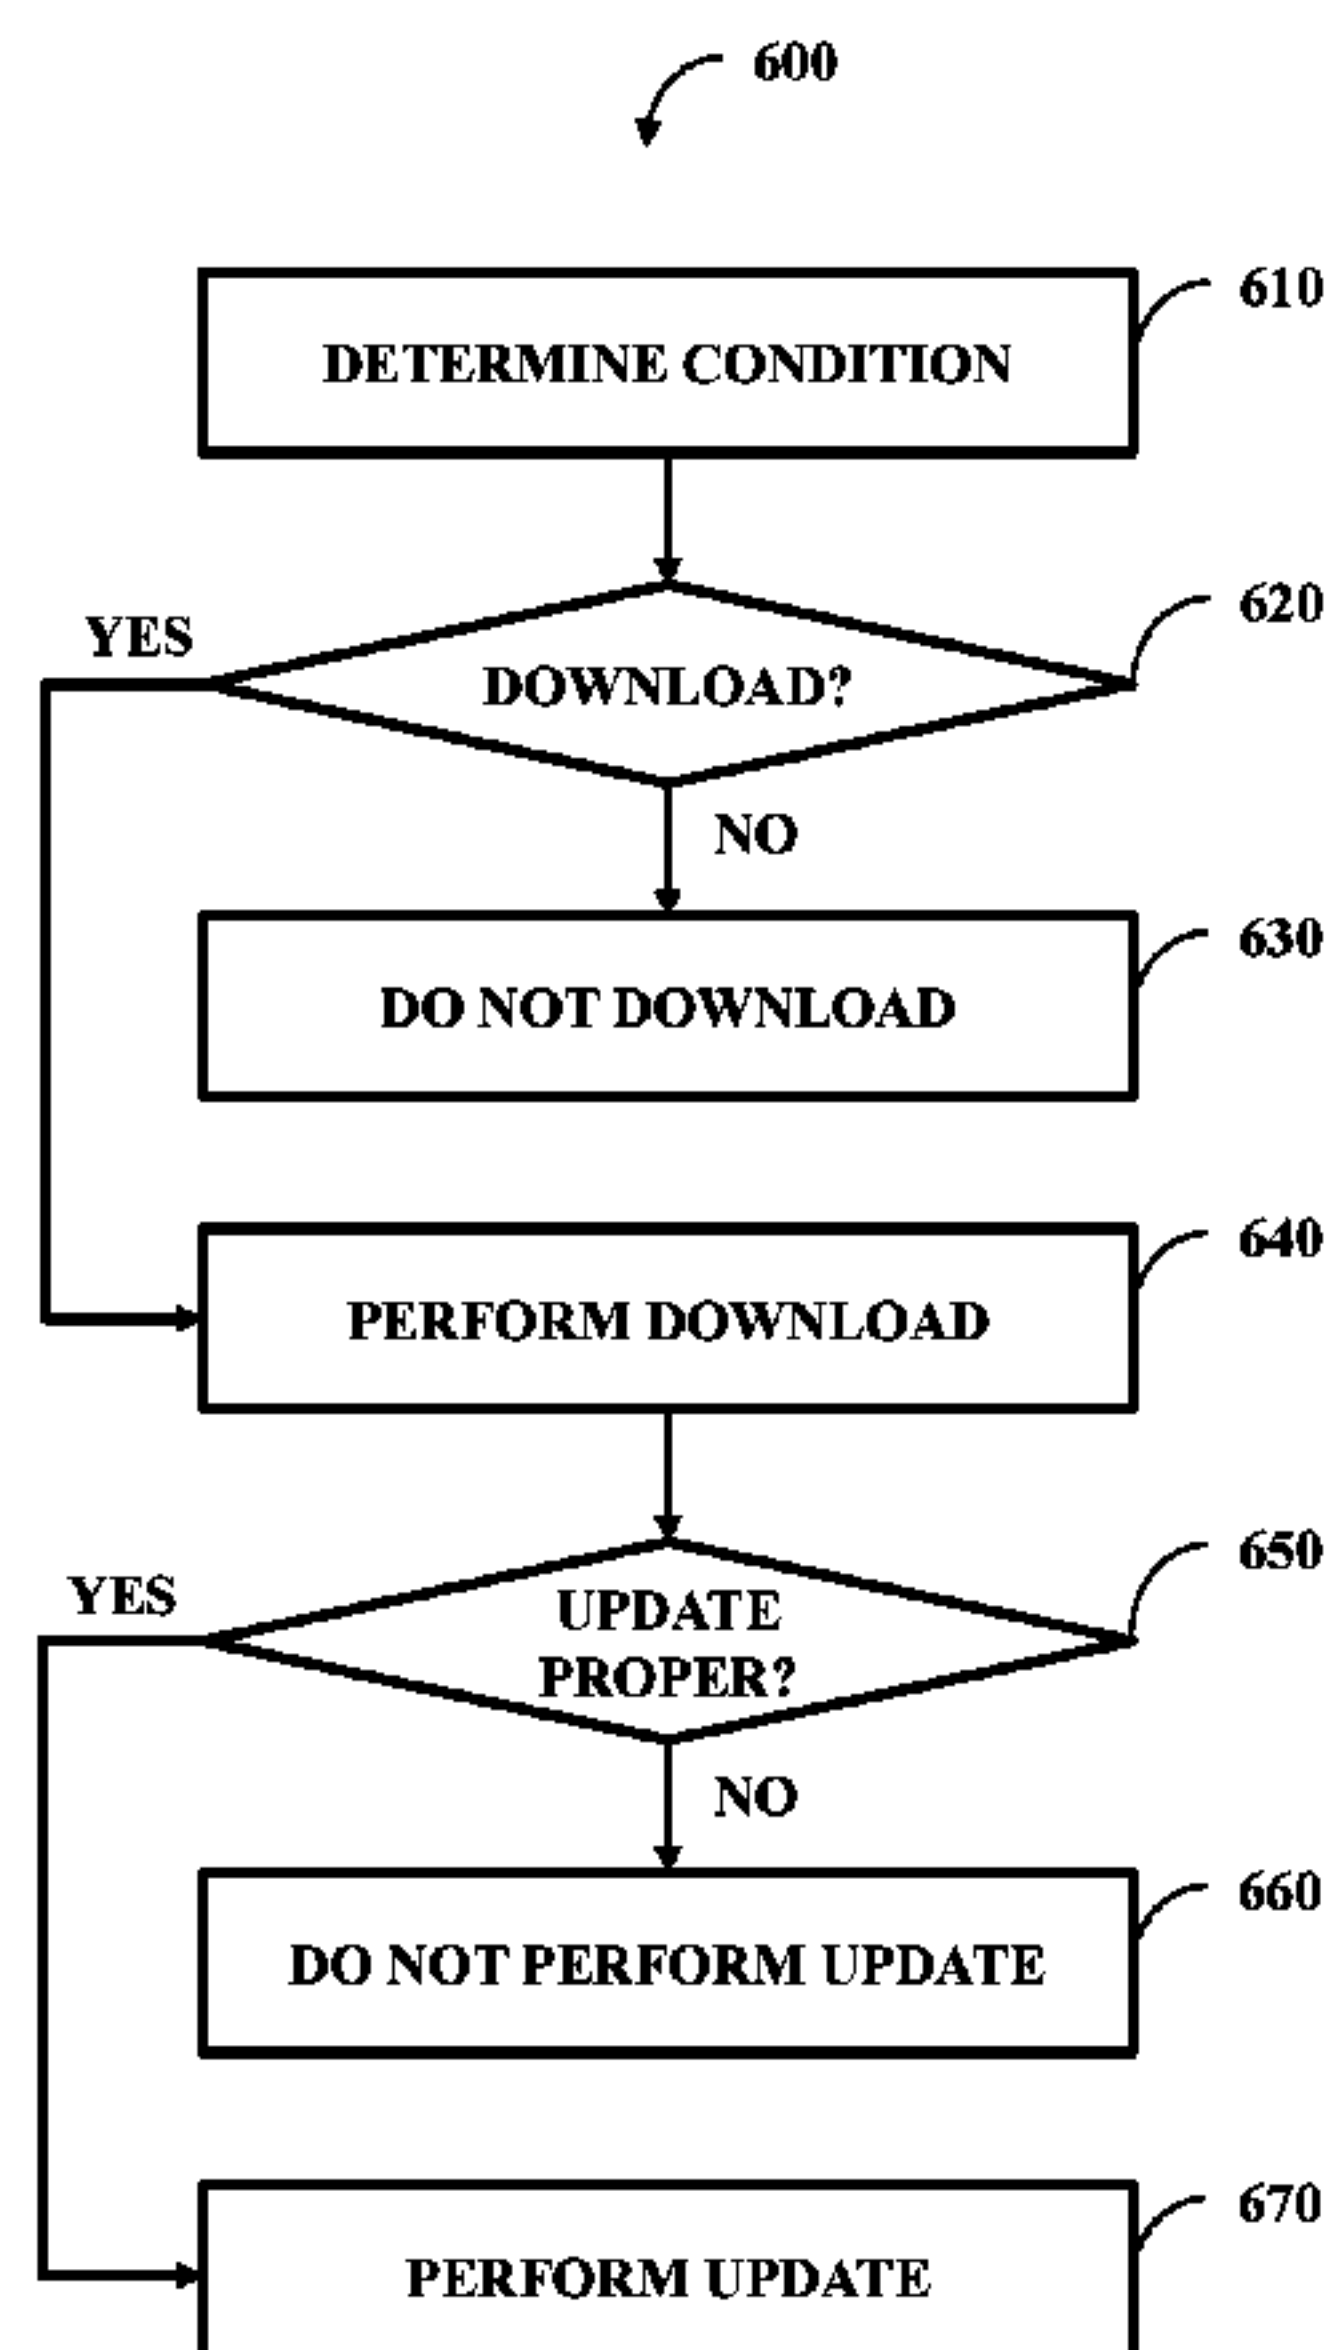 600
610
DETERMINE CONDITION
620
YES
DOWNLOAD?
NO
630
DO NOT DOWNLOAD
640
PERFORM DOWNLOAD
650
YES
UPDATE
PROPER?
NO
660
DO NOT PERFORM UPDATE
670
PERFORM UPDATE